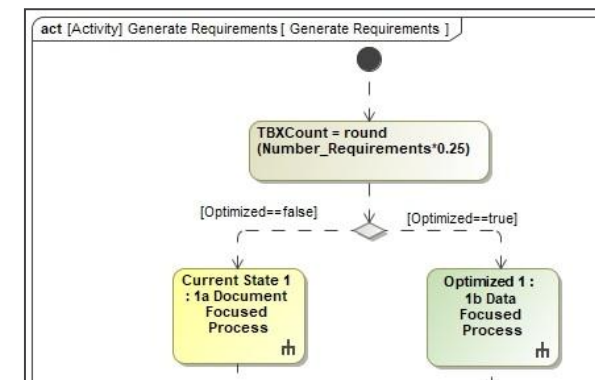 act [Activity] Generate Requirements [ Generate Requirements ]
TBXCount = round
(Number_Requirements*0.25)
[Optimized==false]
[Optimized==true]
Current State 1
: 1a Document
Focused
Process
Optimized 1 :
1b Data
Focused
Process